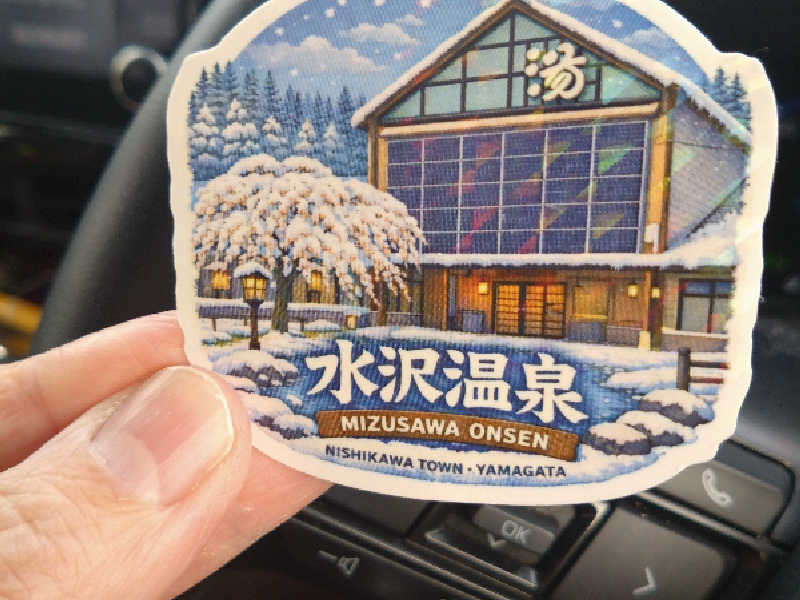 湯
水沢温泉
MIZUSAWA ONSEN
NISHIKAWA TOWN・YAMAGATA
OK